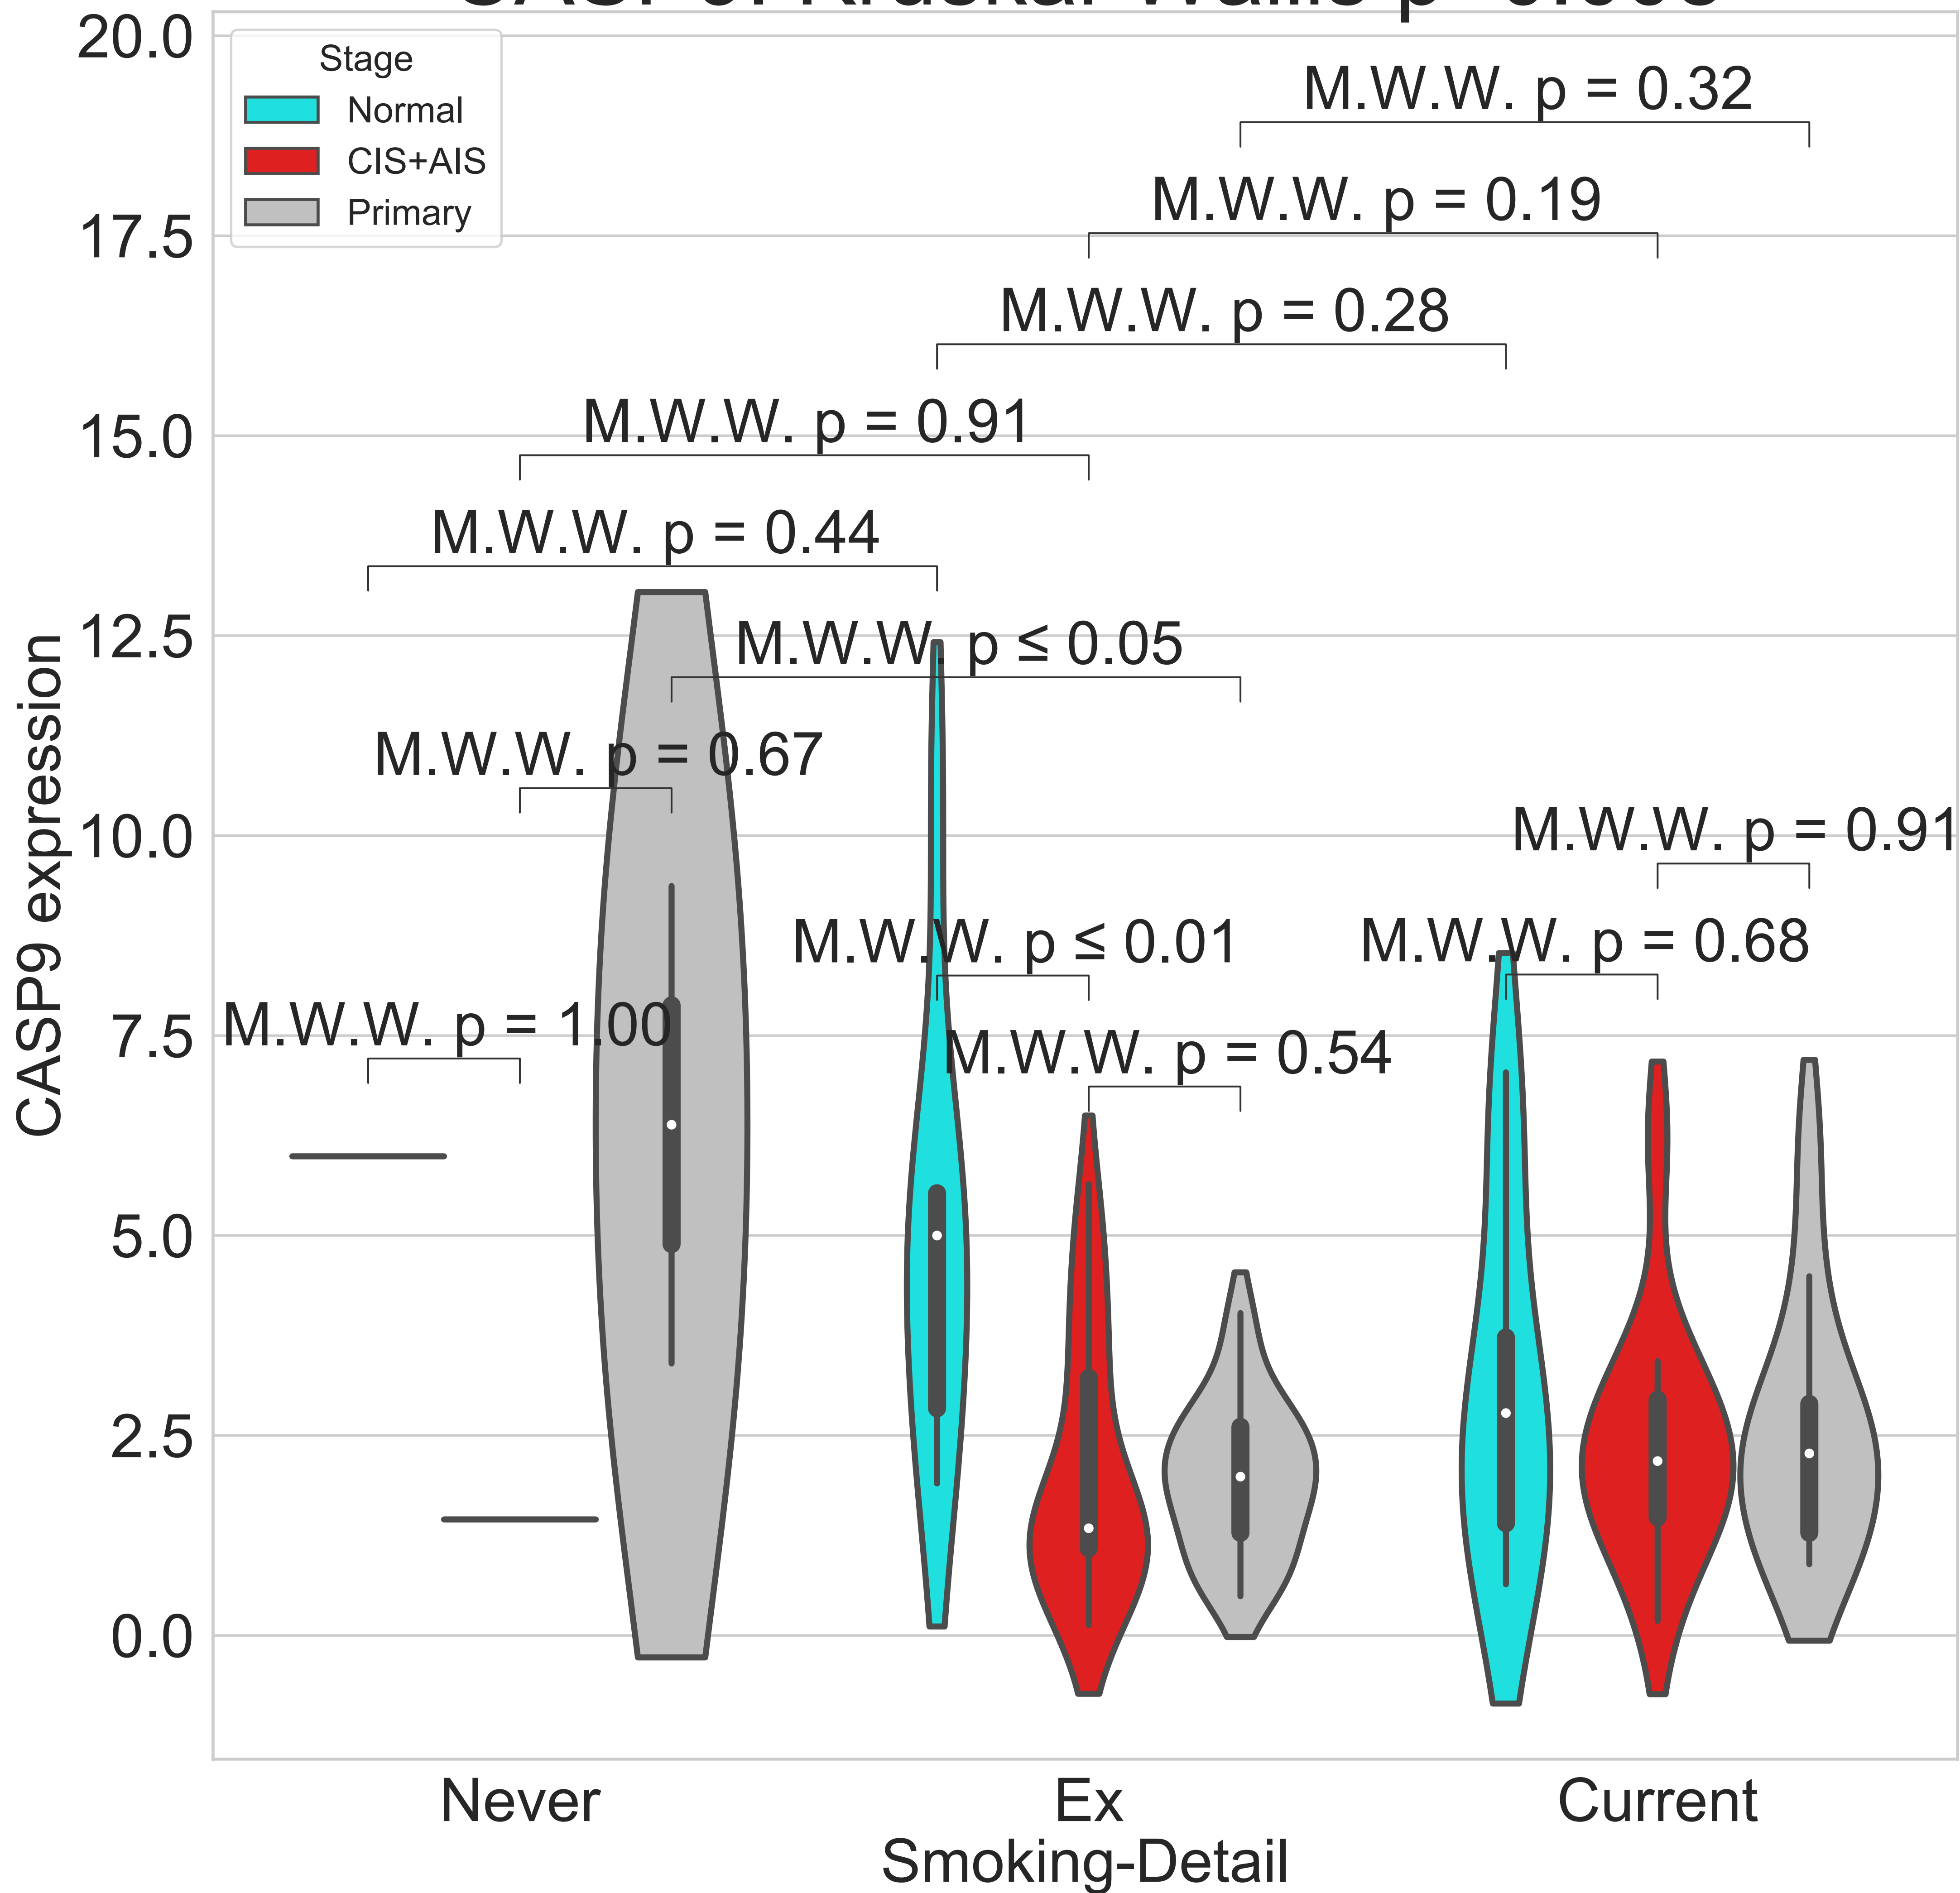 20.0
17.5
15.0
12.5
10.0
7.5
5.0
2.5
0.0
CASP9 expression
Stage
Normal
CIS+AIS
Primary
M.W.W. p = 0.32
M.W.W. p = 0.19
M.W.W. p = 0.28
M.W.W. p = 0.91
M.W.W. p = 0.44
M.W.W. p ≤ 0.05
M.W.W. p = 0.67
M.W.W. p = 0.91
M.W.W. p ≤ 0.01
M.W.W. p = 0.68
M.W.W. p = 1.00
M.W.W. p = 0.54
Never
Ex
Current
Smoking-Detail